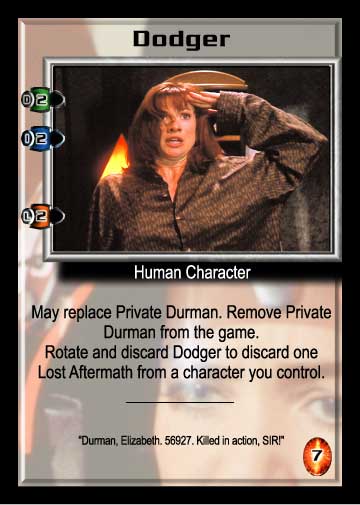 Dodger
D 2
I 2
L 2
Human Character
May replace Private Durman. Remove Private
Durman from the game.
Rotate and discard Dodger to discard one
Lost Aftermath from a character you control.
"Durman, Elizabeth. 56927. Killed in action, SIR!"
7